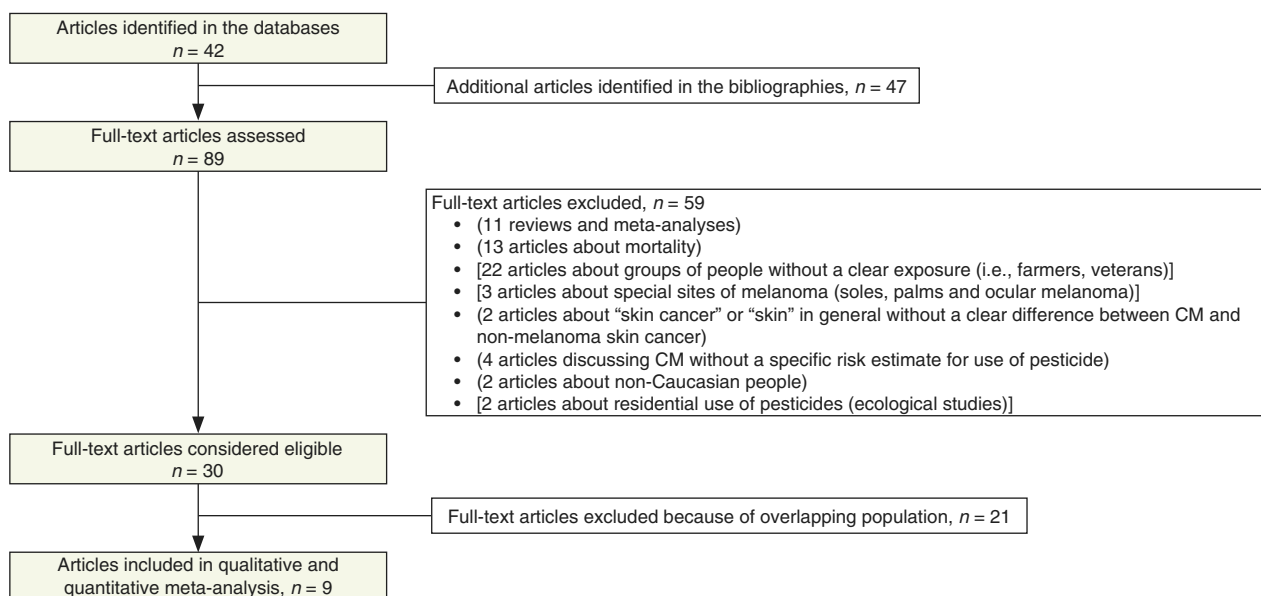 Articles identified in the databases
n = 42
Additional articles identified in the bibliographies, n = 47
Full-text articles assessed
n = 89
Full-text articles excluded, n = 59
• (11 reviews and meta-analyses)
• (13 articles about mortality)
• [22 articles about groups of people without a clear exposure (i.e., farmers, veterans)]
• [3 articles about special sites of melanoma (soles, palms and ocular melanoma)]
• (2 articles about “skin cancer” or “skin” in general without a clear difference between CM and
non-melanoma skin cancer)
• (4 articles discussing CM without a specific risk estimate for use of pesticide)
• (2 articles about non-Caucasian people)
• [2 articles about residential use of pesticides (ecological studies)]
Full-text articles considered eligible
n = 30
Full-text articles excluded because of overlapping population, n = 21
Articles included in qualitative and
quantitative meta-analysis, n = 9